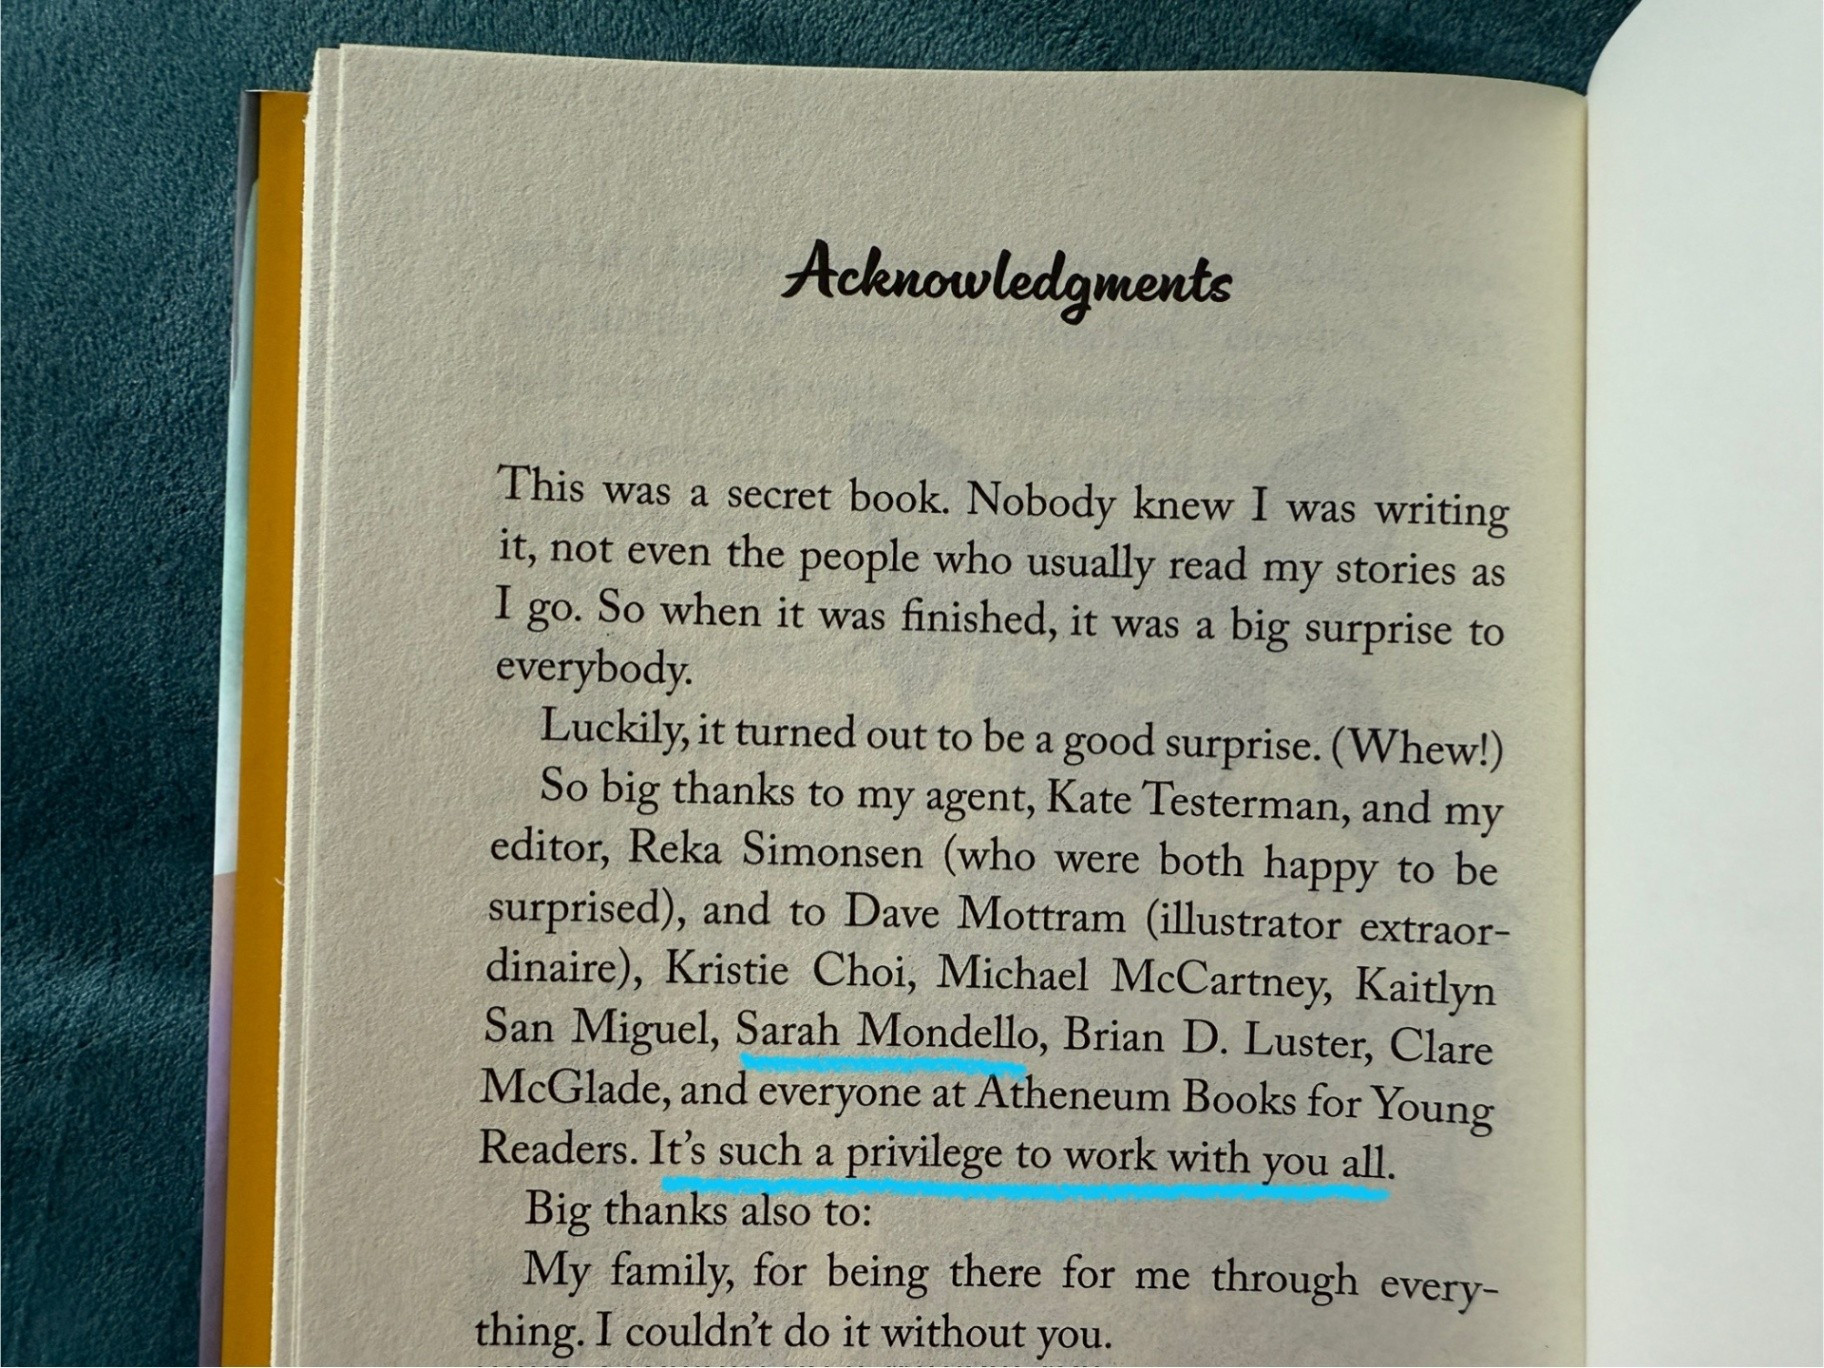 Acknowledgments
This was a secret book. Nobody knew I was writing
it, not even the people who usually read my stories as
I go. So when it was finished, it was a big surprise to
everybody.
Luckily, it turned out to be a good surprise. (Whew!)
So big thanks to my agent, Kate Testerman, and my
editor, Reka Simonsen (who were both happy to be
surprised), and to Dave Mottram (illustrator extraor-
dinaire), Kristie Choi, Michael McCartney, Kaitlyn
San Miguel, Sarah Mondello, Brian D. Luster, Clare
McGlade, and everyone at Atheneum Books for Young
Readers. It’s such a privilege to work with you all.
Big thanks also to:
My family, for being there for me through every-
thing. I couldn’t do it without you.